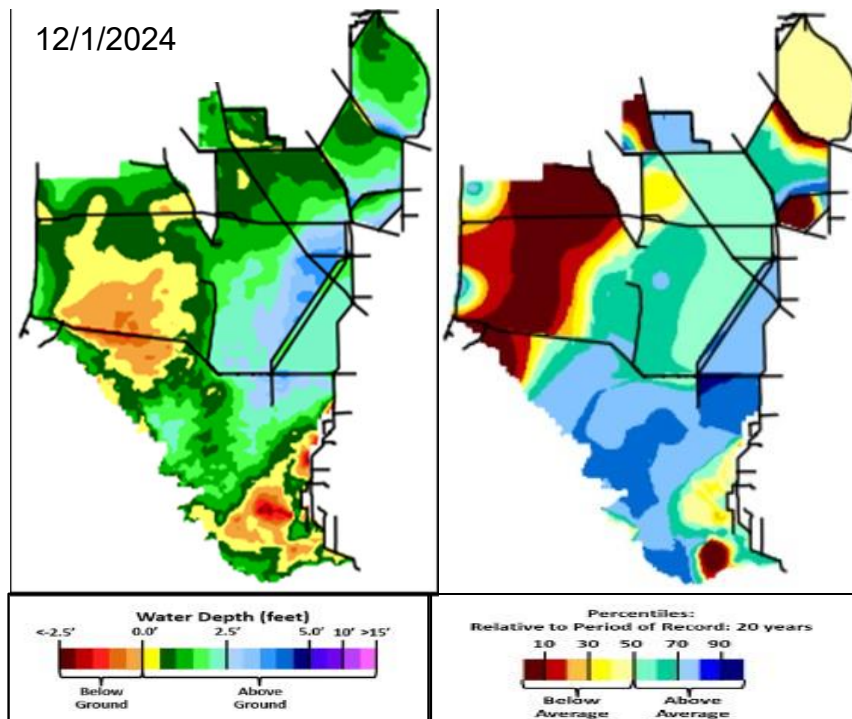 12/1/2024
Water Depth (feet)
<-2.5' 0.0' 2.5' 5.0' 10' >15'
Below Ground
Above Ground
Percentiles:
Relative to Period of Record: 20 years
10 30 50 70 90
Below Average
Above Average